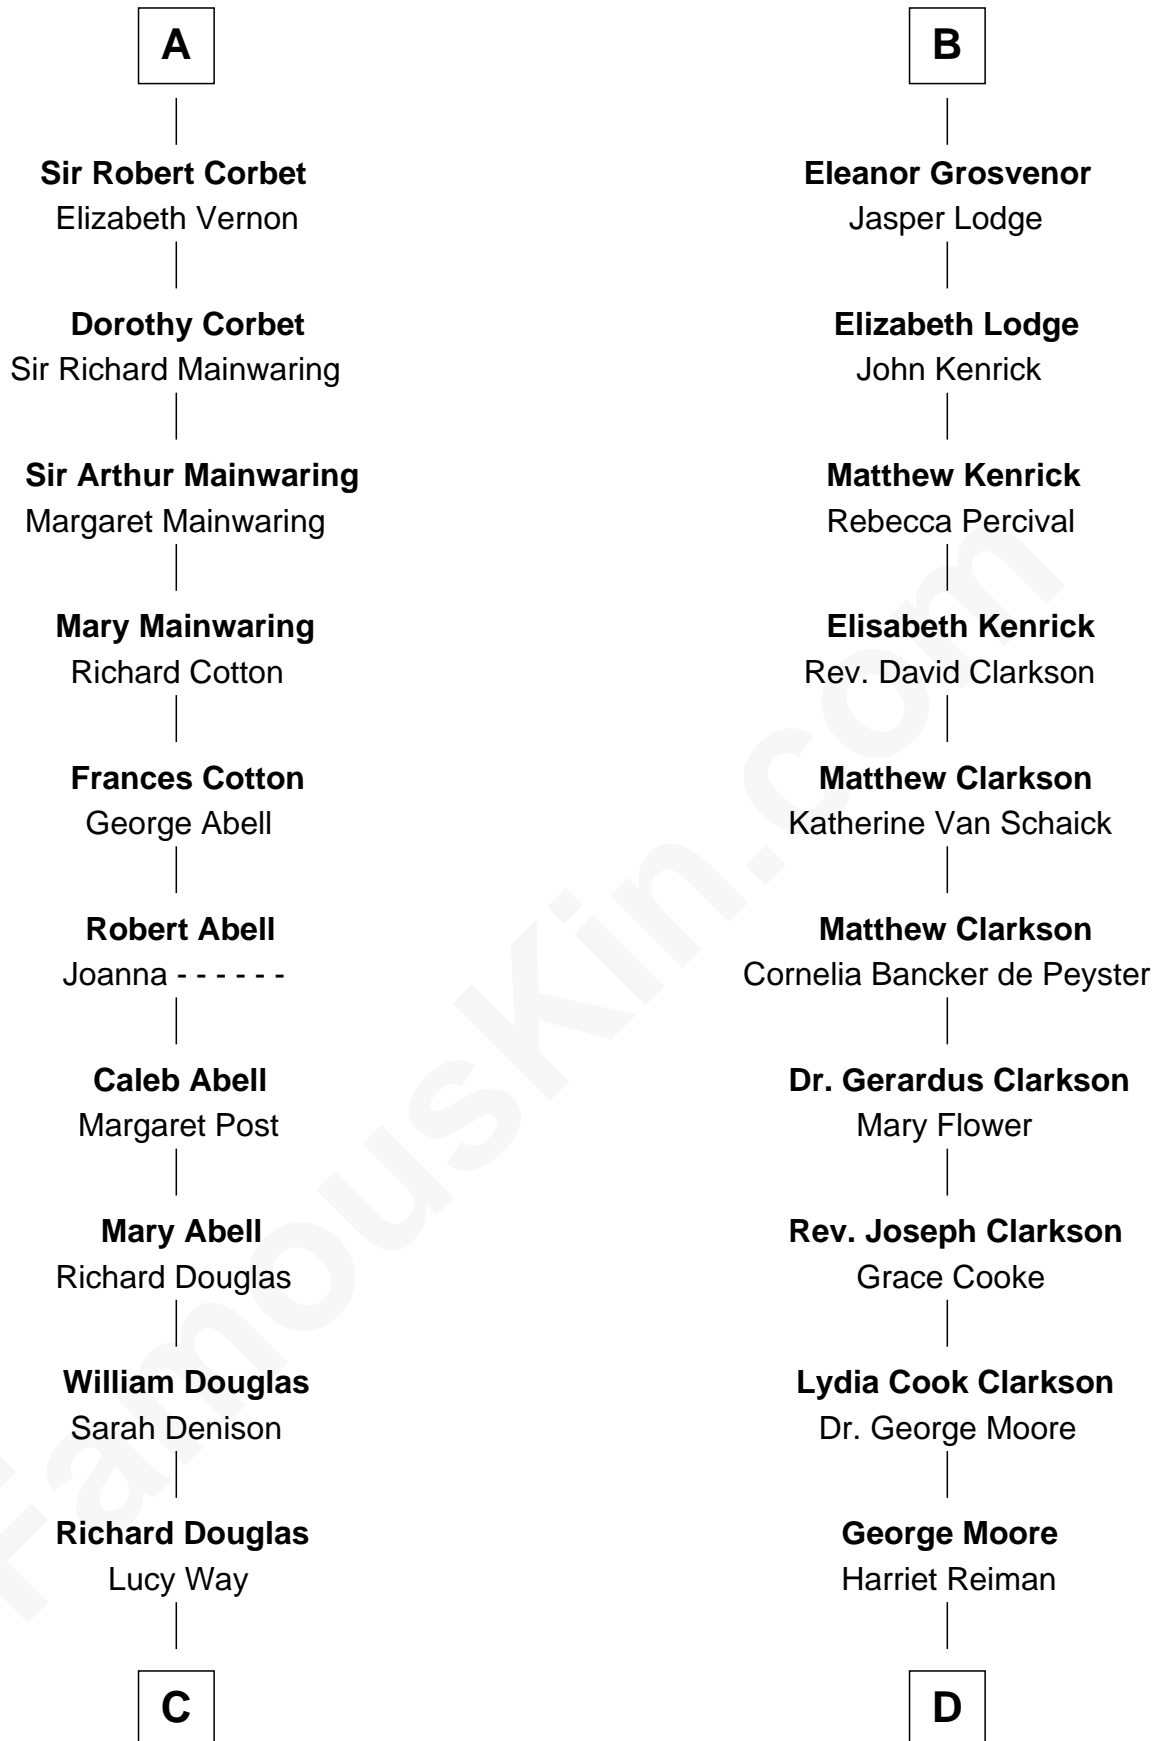 A
Sir Robert Corbet
Elizabeth Vernon
Dorothy Corbet
Sir Richard Mainwaring
Sir Arthur Mainwaring
Margaret Mainwaring
Mary Mainwaring
Richard Cotton
Frances Cotton
George Abell
Robert Abell
Joanna - - - - - -
Caleb Abell
Margaret Post
Mary Abell
Richard Douglas
William Douglas
Sarah Denison
Richard Douglas
Lucy Way
C
B
Eleanor Grosvenor
Jasper Lodge
Elizabeth Lodge
John Kenrick
Matthew Kenrick
Rebecca Percival
Elisabeth Kenrick
Rev. David Clarkson
Matthew Clarkson
Katherine Van Schaick
Matthew Clarkson
Cornelia Bancker de Peyster
Dr. Gerardus Clarkson
Mary Flower
Rev. Joseph Clarkson
Grace Cooke
Lydia Cook Clarkson
Dr. George Moore
George Moore
Harriet Reiman
D
FamousKin.com